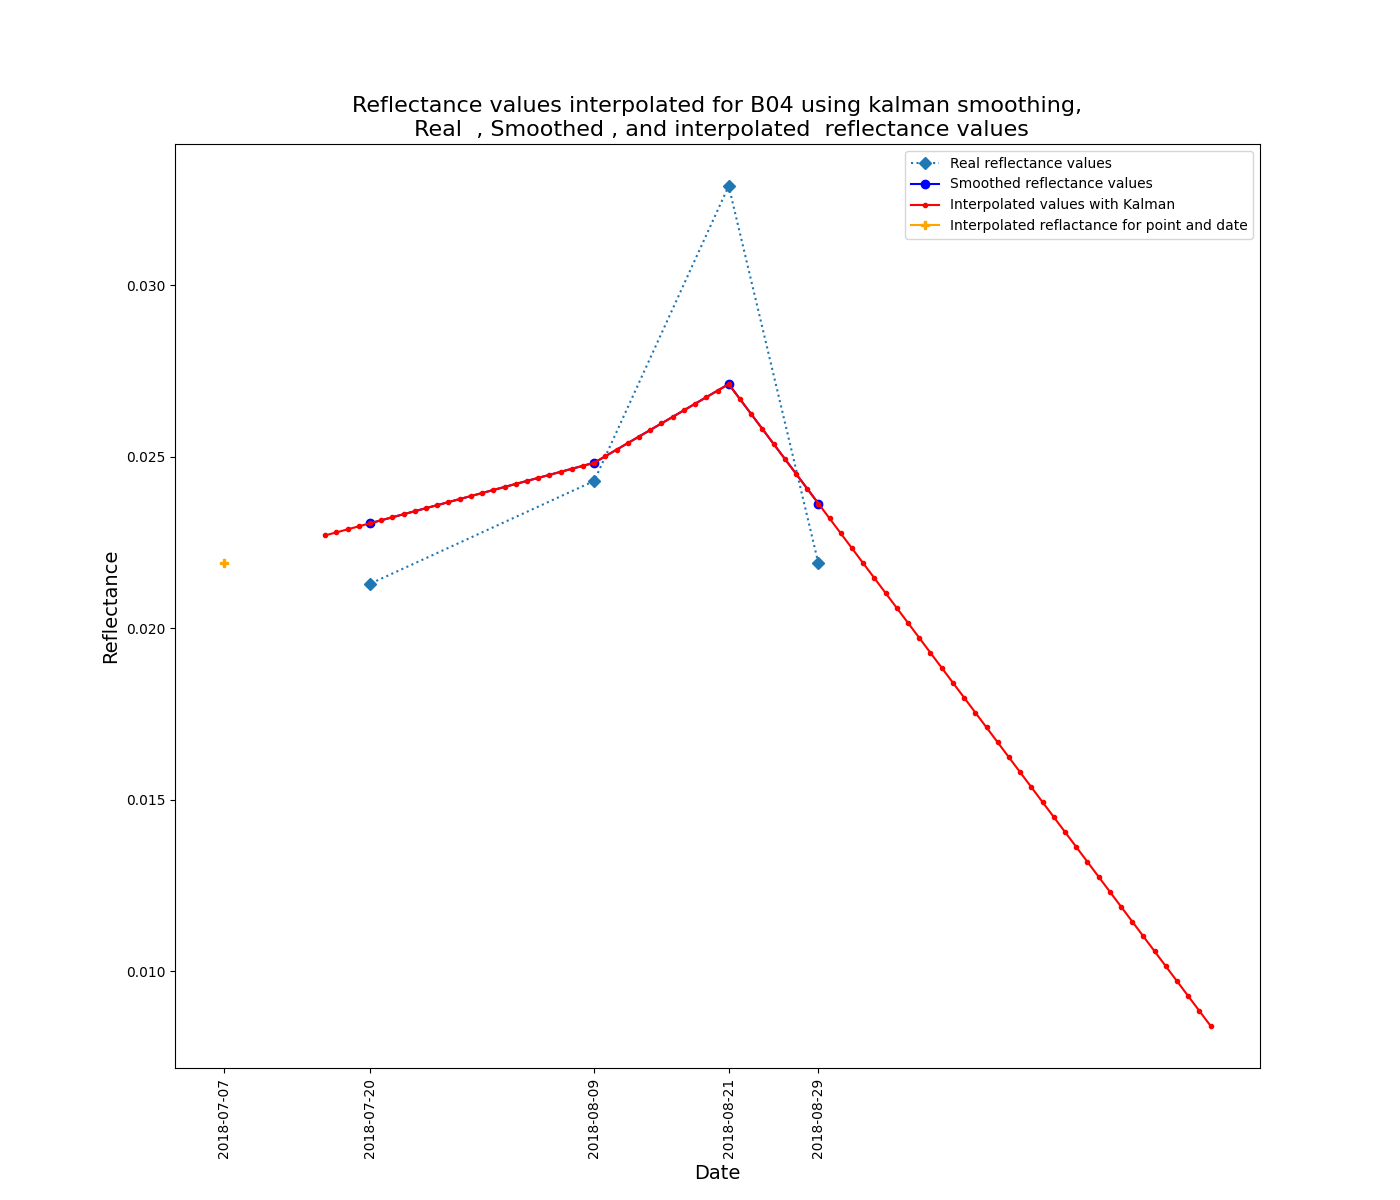 Reflectance values interpolated for B04 using kalman smoothing,
Real , Smoothed , and interpolated reflectance values
Real reflectance values
Smoothed reflectance values
Interpolated values with Kalman
Interpolated reflactance for point and date
Reflectance
0.030
0.025
0.020
0.015
0.010
2018-07-07
2018-07-20
2018-08-09
2018-08-21
2018-08-29
Date